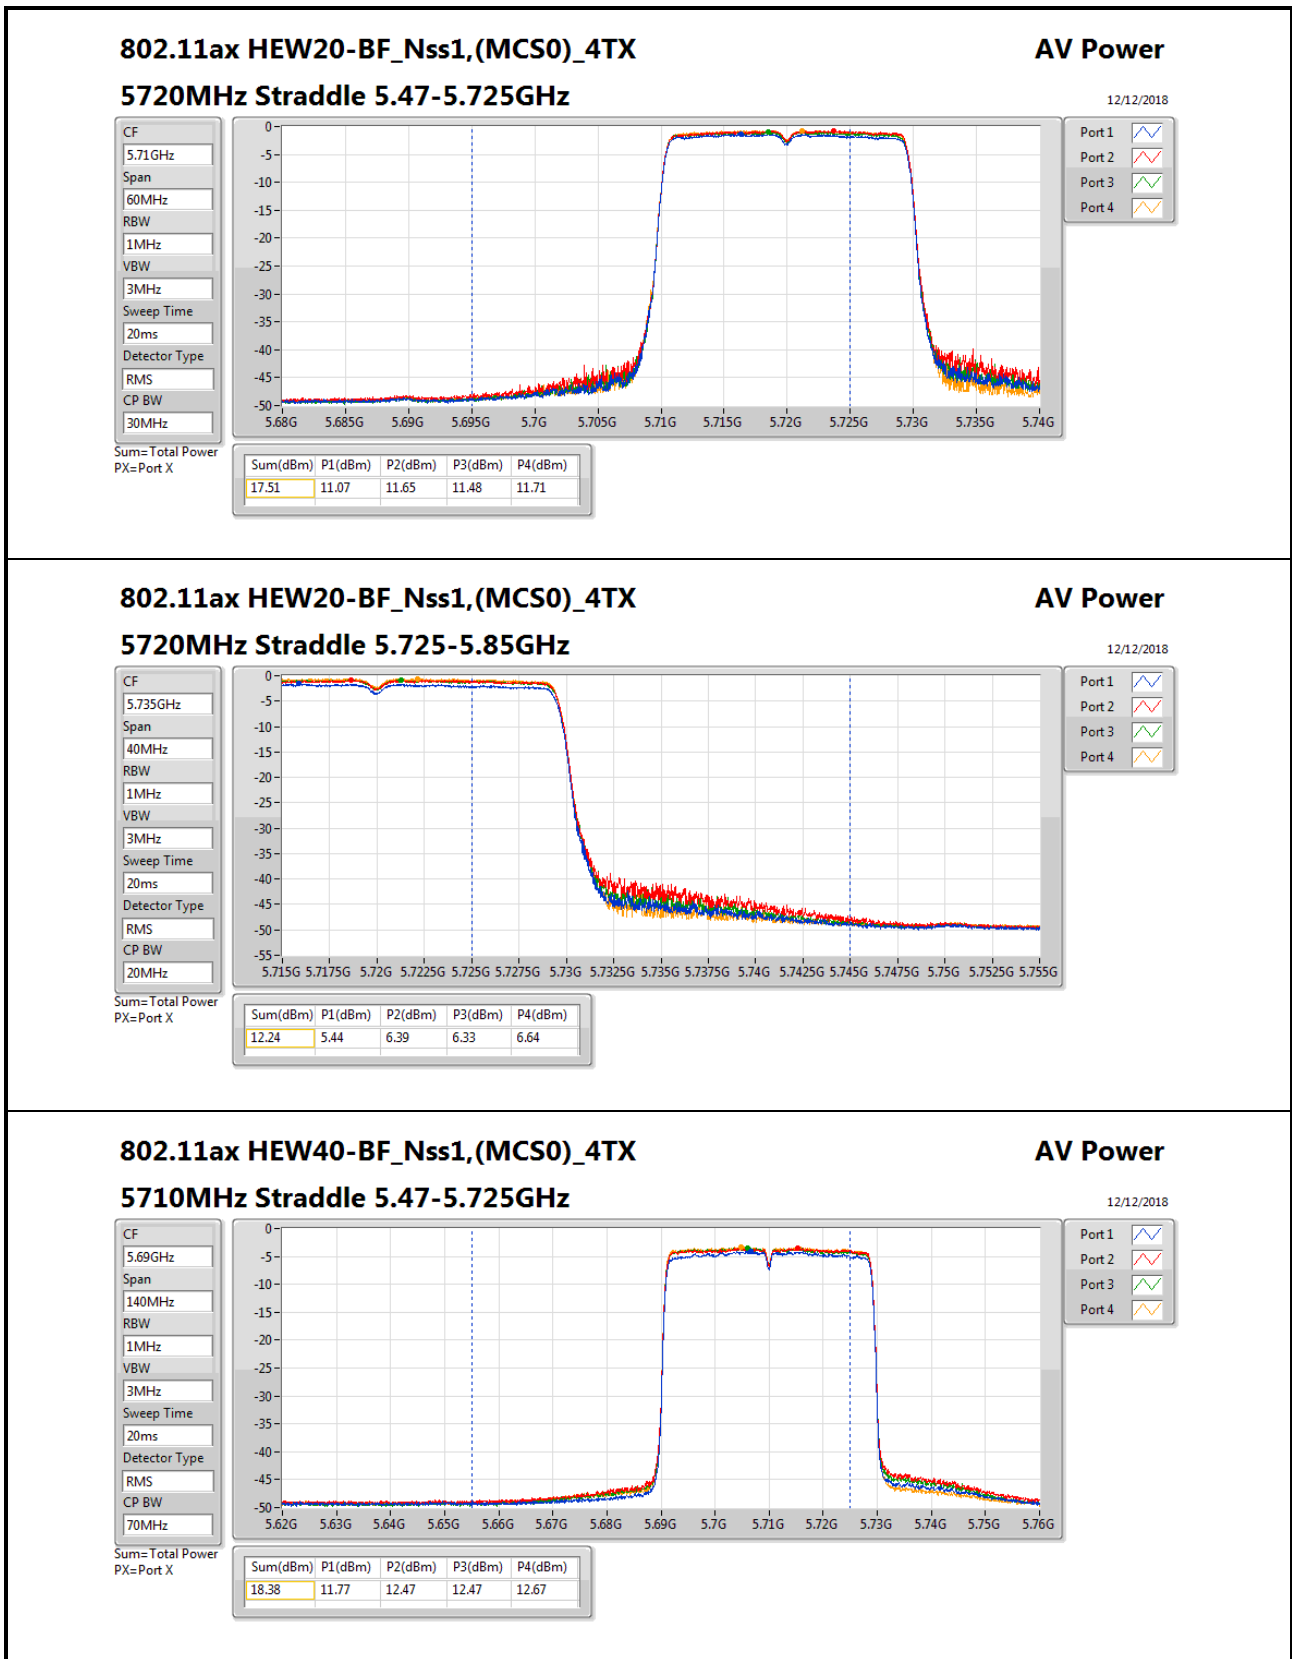 802.11ax HEW20-BF_Nss1,(MCS0)_4TX
AV Power
5720MHz Straddle 5.47-5.725GHz
12/12/2018
CF
5.71GHz
Span
60MHz
RBW
1MHz
VBW
3MHz
Sweep Time
20ms
Detector Type
RMS
CP BW
30MHz
Sum=Total Power
PX=Port X
0
-5
-10
-15
-20
-25
-30
-35
-40
-45
-50
5.68G 5.685G 5.69G 5.695G 5.7G 5.705G 5.71G 5.715G 5.72G 5.725G 5.73G 5.735G 5.74G
Port 1
Port 2
Port 3
Port 4
Sum(dBm) P1(dBm) P2(dBm) P3(dBm) P4(dBm)
17.51 11.07 11.65 11.48 11.71
802.11ax HEW20-BF_Nss1,(MCS0)_4TX
AV Power
5720MHz Straddle 5.725-5.85GHz
12/12/2018
CF
5.735GHz
Span
40MHz
RBW
1MHz
VBW
3MHz
Sweep Time
20ms
Detector Type
RMS
CP BW
20MHz
Sum=Total Power
PX=Port X
0
-5
-10
-15
-20
-25
-30
-35
-40
-45
-50
-55
5.715G 5.7175G 5.72G 5.7225G 5.725G 5.7275G 5.73G 5.7325G 5.735G 5.7375G 5.74G 5.7425G 5.745G 5.7475G 5.75G 5.7525G 5.755G
Port 1
Port 2
Port 3
Port 4
Sum(dBm) P1(dBm) P2(dBm) P3(dBm) P4(dBm)
12.24 5.44 6.39 6.33 6.64
802.11ax HEW40-BF_Nss1,(MCS0)_4TX
AV Power
5710MHz Straddle 5.47-5.725GHz
12/12/2018
CF
5.69GHz
Span
140MHz
RBW
1MHz
VBW
3MHz
Sweep Time
20ms
Detector Type
RMS
CP BW
70MHz
Sum=Total Power
PX=Port X
0
-5
-10
-15
-20
-25
-30
-35
-40
-45
-50
5.62G 5.63G 5.64G 5.65G 5.66G 5.67G 5.68G 5.69G 5.7G 5.71G 5.72G 5.73G 5.74G 5.75G 5.76G
Port 1
Port 2
Port 3
Port 4
Sum(dBm) P1(dBm) P2(dBm) P3(dBm) P4(dBm)
18.38 11.77 12.47 12.47 12.67